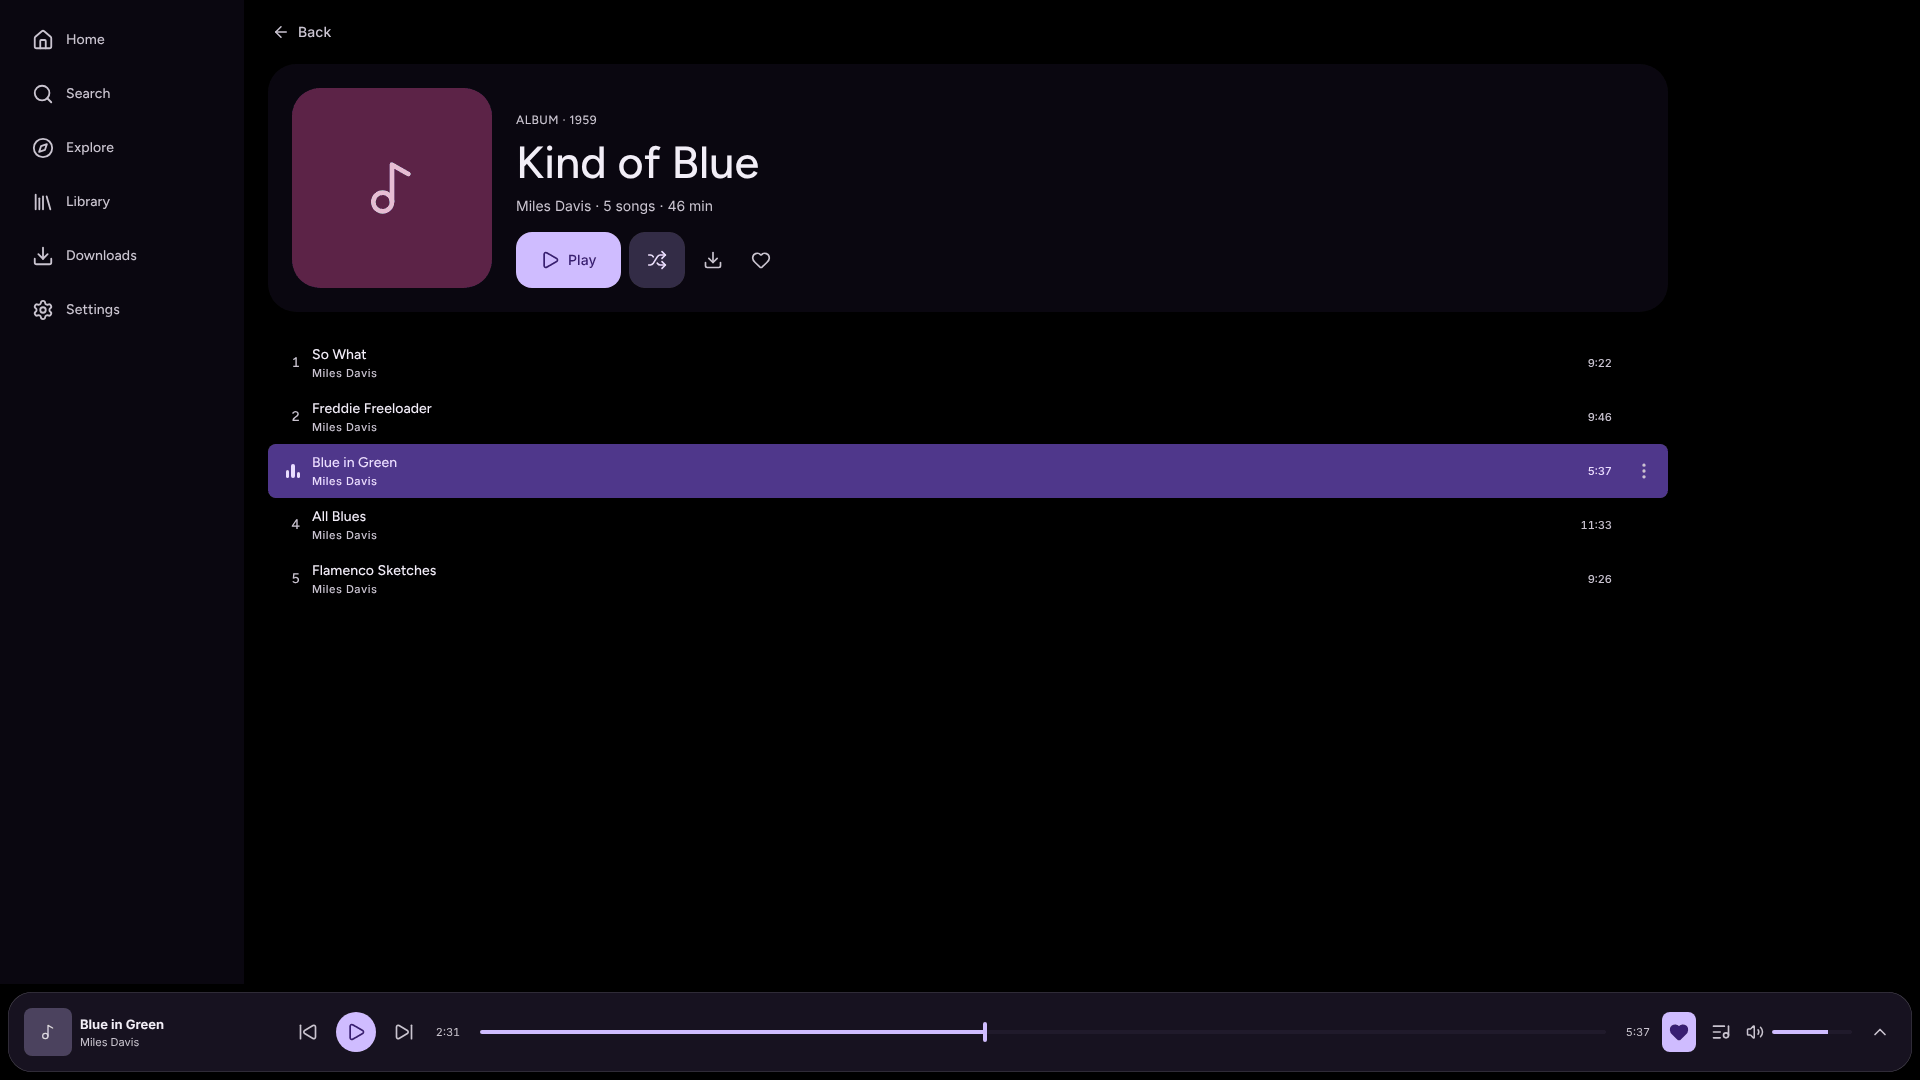 Home
Search
Explore
Library
Downloads
Settings
Back
ALBUM · 1959
Kind of Blue
Miles Davis · 5 songs · 46 min
Play
1
So What
Miles Davis
9:22
2
Freddie Freeloader
Miles Davis
9:46
Blue in Green
Miles Davis
5:37
4
All Blues
Miles Davis
11:33
5
Flamenco Sketches
Miles Davis
9:26
Blue in Green
Miles Davis
2:31
5:37